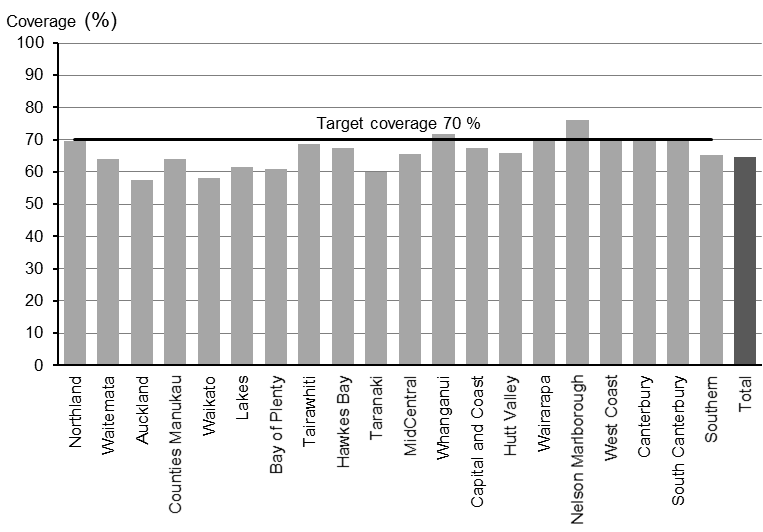 Coverage (%)
100
90
80
70
60
50
40
30
20
10
0
Target coverage 70 %
Northland
Waitemata
Auckland
Counties Manukau
Waikato
Lakes
Bay of Plenty
Tairawhiti
Hawkes Bay
Taranaki
MidCentral
Whanganui
Capital and Coast
Hutt Valley
Wairarapa
Nelson Marlborough
West Coast
Canterbury
South Canterbury
Southern
Total